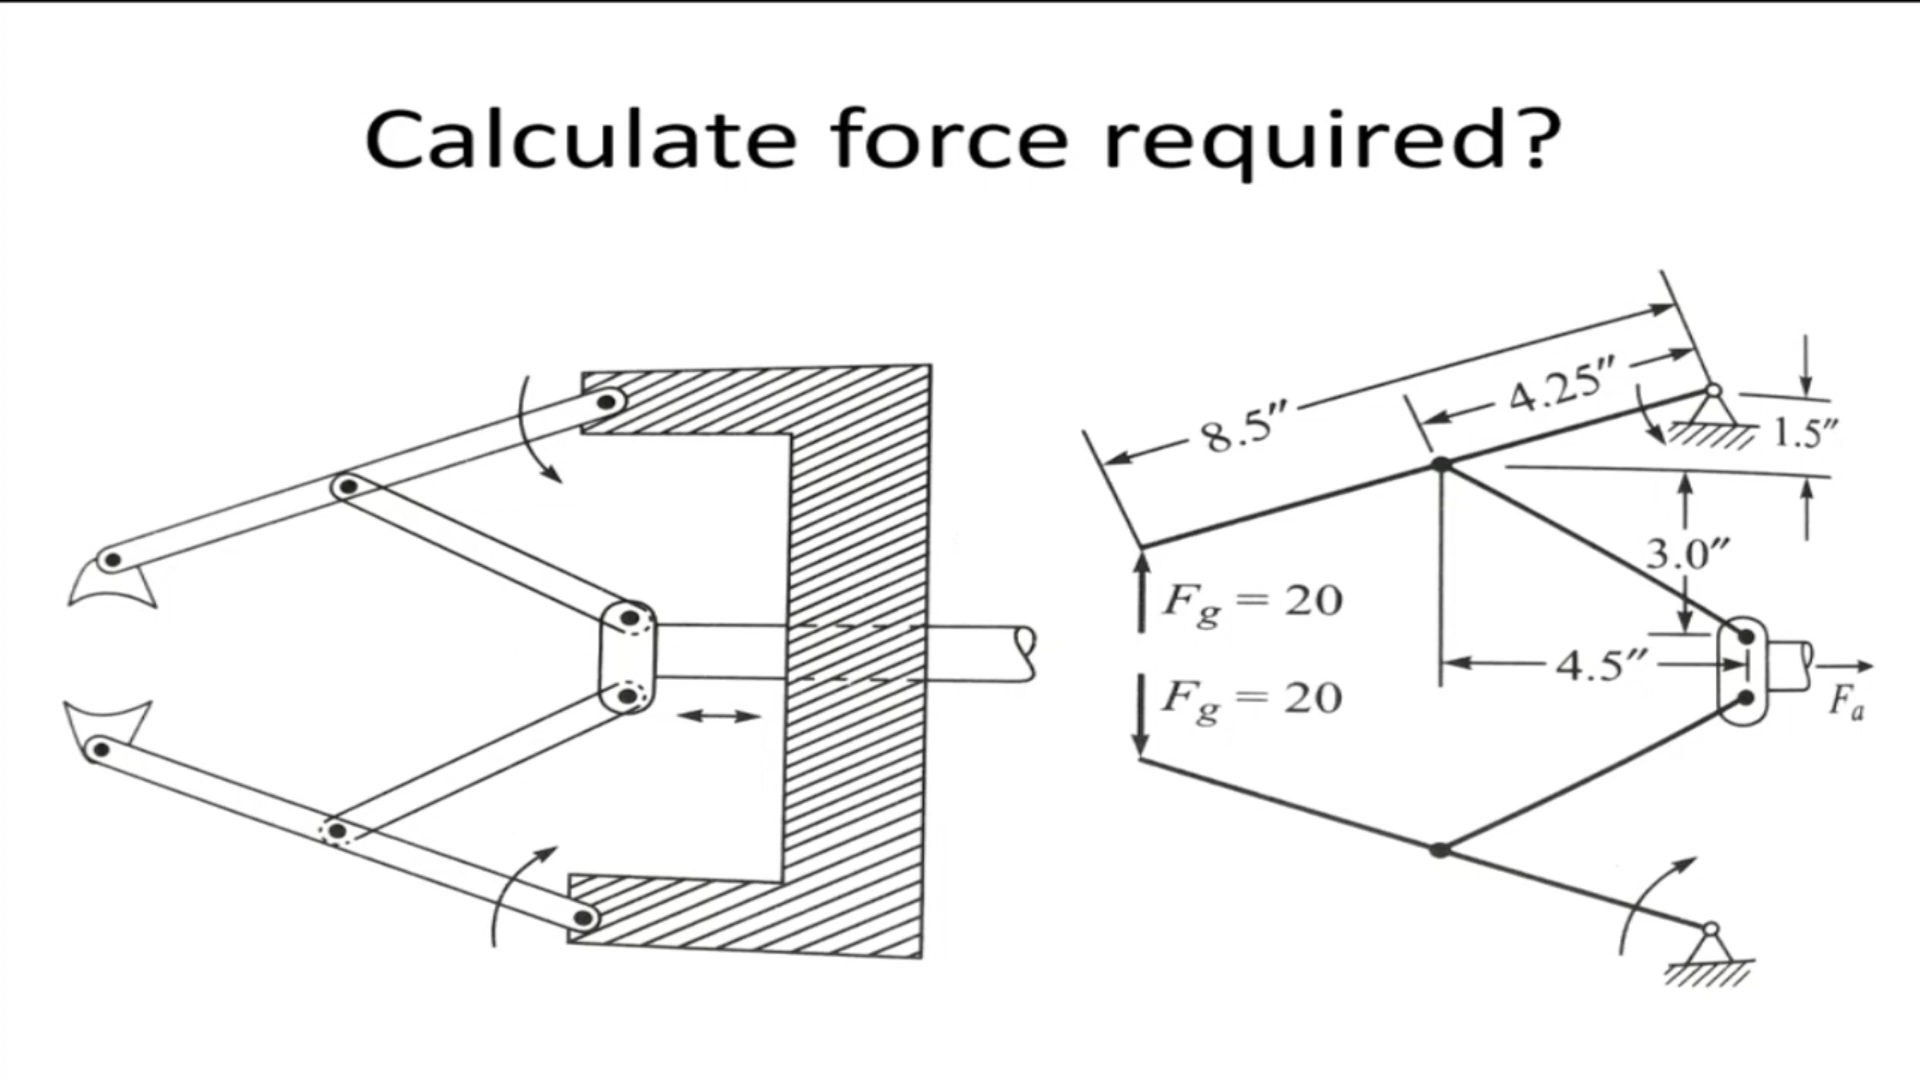 Calculate force required?
8.5"
4.25"
1.5"
3.0"
F_g = 20
4.5"
F_g = 20
F_a